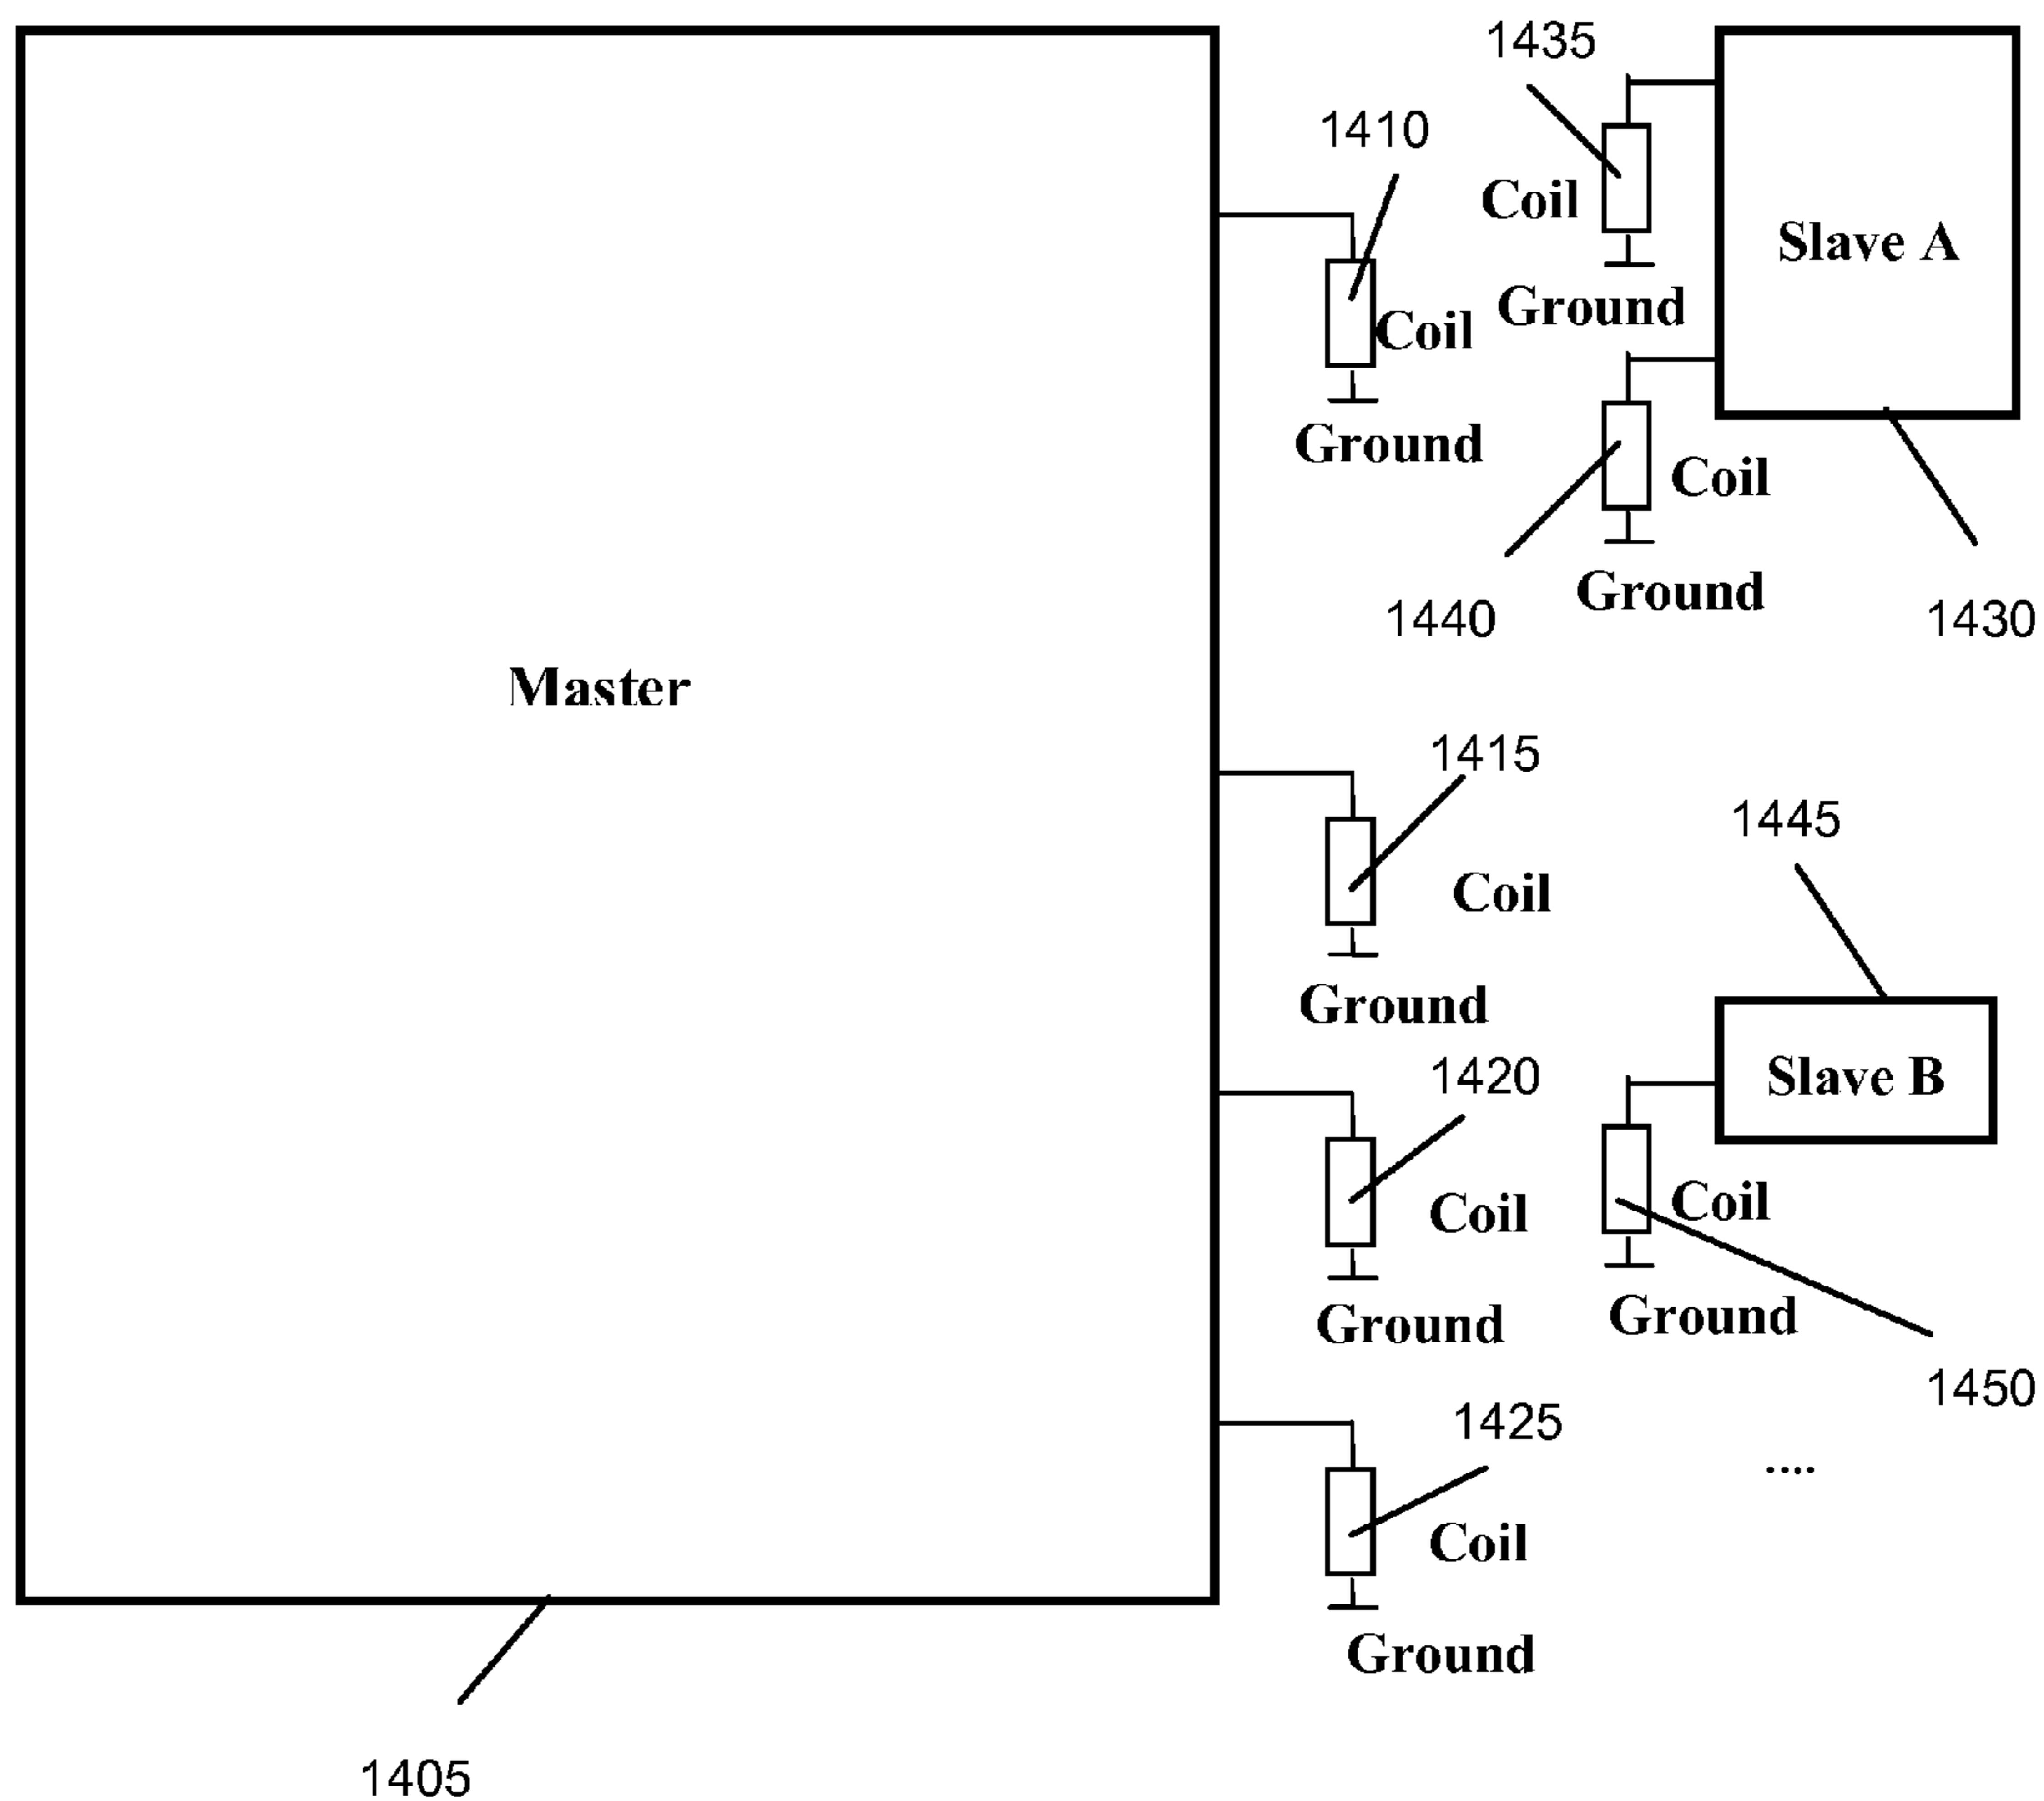 1435
1410
Coil
Slave A
Ground
Coil
Ground
Coil
Ground
1440
1430
Master
1415
1445
Coil
Ground
1420
Slave B
Coil
Coil
Ground
Ground
1450
1425
....
Coil
Ground
1405